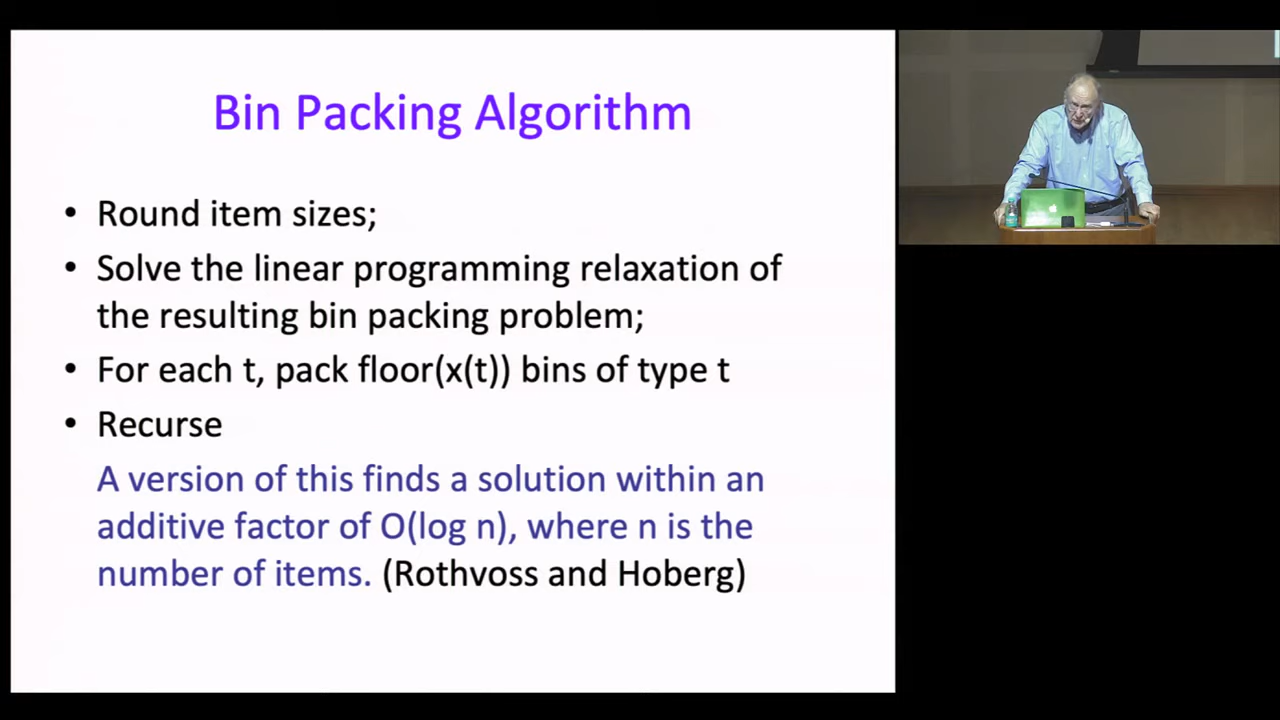 Bin Packing Algorithm
• Round item sizes;
• Solve the linear programming relaxation of
the resulting bin packing problem;
• For each t, pack floor(x(t)) bins of type t
• Recurse
A version of this finds a solution within an
additive factor of O(log n), where n is the
number of items. (Rothvoss and Hoberg)